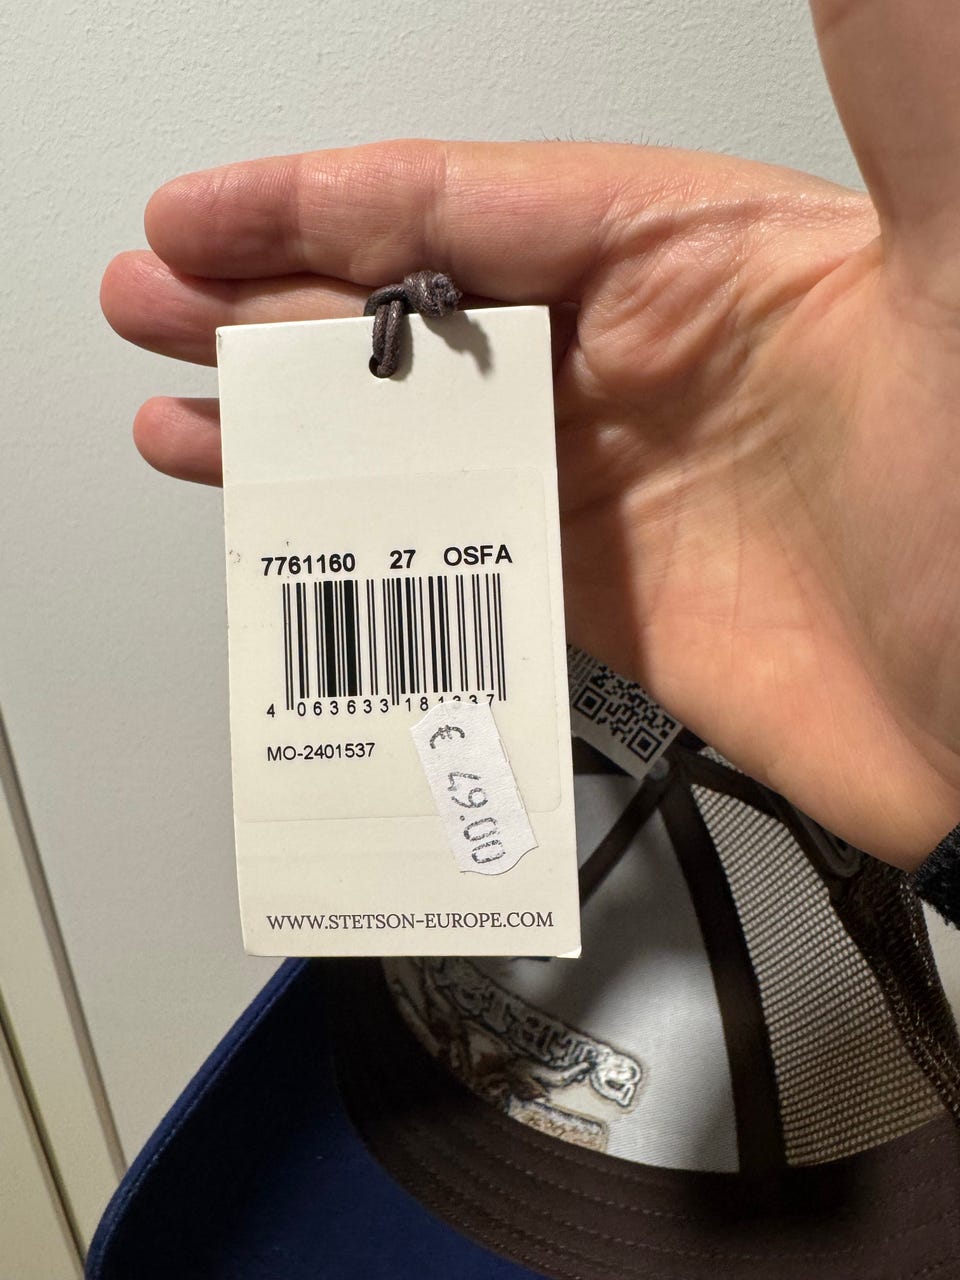 7761160 27 OSFA
4 063633 181337
MO-2401537
€ 49.00
WWW.STETSON-EUROPE.COM